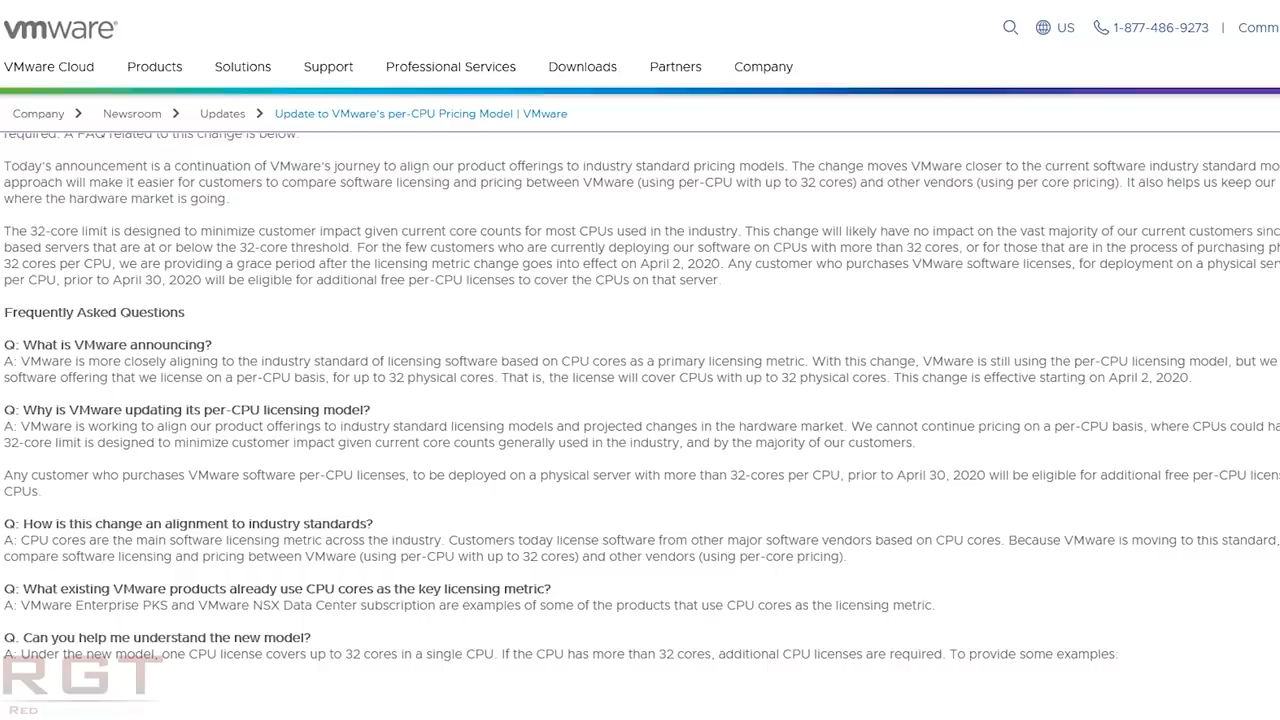 vmware
US
1-877-486-9273 | Comm
VMware Cloud Products Solutions Support Professional Services Downloads Partners Company
Company Newsroom Updates Update to VMware's per-CPU Pricing Model | VMware
required. A FAQ related to this change is below.
Today's announcement is a continuation of VMware's journey to align our product offerings to industry standard pricing models. The change moves VMware closer to the current software industry standard mo
approach will make it easier for customers to compare software licensing and pricing between VMware (using per-CPU with up to 32 cores) and other vendors (using per core pricing). It also helps us keep our
where the hardware market is going.
The 32-core limit is designed to minimize customer impact given current core counts for most CPUs used in the industry. This change will likely have no impact on the vast majority of our current customers sinc
based servers that are at or below the 32-core threshold. For the few customers who are currently deploying our software on CPUs with more than 32 cores, or for those that are in the process of purchasing ph
32 cores per CPU, we are providing a grace period after the licensing metric change goes into effect on April 2, 2020. Any customer who purchases VMware software licenses, for deployment on a physical ser
per CPU, prior to April 30, 2020 will be eligible for additional free per-CPU licenses to cover the CPUs on that server.
Frequently Asked Questions
Q: What is VMware announcing?
A: VMware is more closely aligning to the industry standard of licensing software based on CPU cores as a primary licensing metric. With this change, VMware is still using the per-CPU licensing model, but we
software offering that we license on a per-CPU basis, for up to 32 physical cores. That is, the license will cover CPUs with up to 32 physical cores. This change is effective starting on April 2, 2020.
Q: Why is VMware updating its per-CPU licensing model?
A: VMware is working to align our product offerings to industry standard licensing models and projected changes in the hardware market. We cannot continue pricing on a per-CPU basis, where CPUs could ha
32-core limit is designed to minimize customer impact given current core counts generally used in the industry, and by the majority of our customers.
Any customer who purchases VMware software per-CPU licenses, to be deployed on a physical server with more than 32-cores per CPU, prior to April 30, 2020 will be eligible for additional free per-CPU licens
CPUs.
Q: How is this change an alignment to industry standards?
A: CPU cores are the main software licensing metric across the industry. Customers today license software from other major software vendors based on CPU cores. Because VMware is moving to this standard,
compare software licensing and pricing between VMware (using per-CPU with up to 32 cores) and other vendors (using per-core pricing).
Q: What existing VMware products already use CPU cores as the key licensing metric?
A: VMware Enterprise PKS and VMware NSX Data Center subscription are examples of some of the products that use CPU cores as the licensing metric.
Q. Can you help me understand the new model?
A: Under the new model, one CPU license covers up to 32 cores in a single CPU. If the CPU has more than 32 cores, additional CPU licenses are required. To provide some examples:
RGT
RED